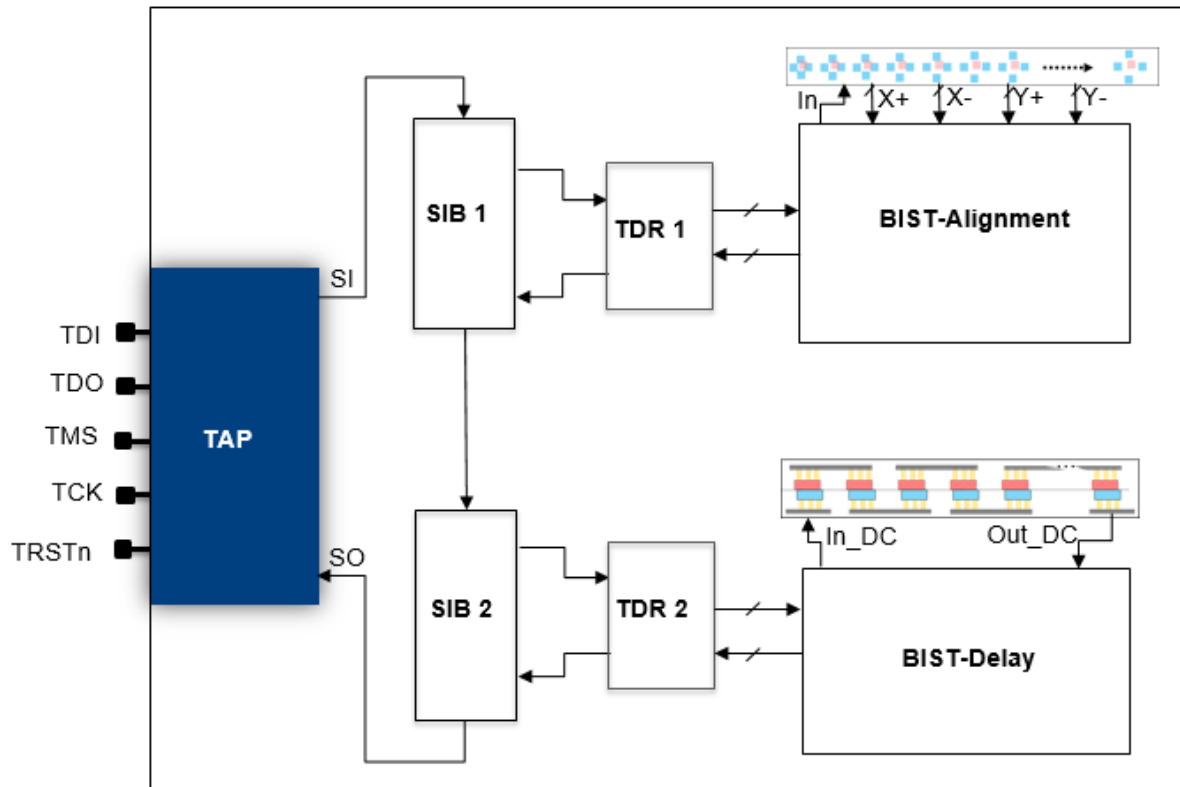 In
X+
X-
Y+
Y-
SIB 1
TDR 1
BIST-Alignment
SI
TDI
TDO
TMS
TAP
TCK
TRSTn
SO
In_DC
Out_DC
SIB 2
TDR 2
BIST-Delay